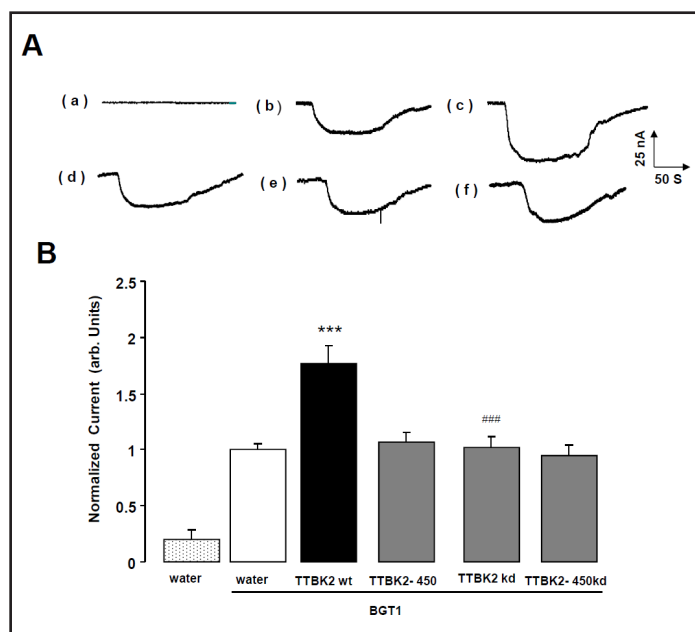 A
( a )
( b )
( c )
25 nA
50 S
( d )
( e )
( f )
B
Normalized Current (arb. Units)
2.5
2
1.5
1
0.5
0
***
###
water
water
TTBK2 wt
TTBK2- 450
TTBK2 kd
TTBK2- 450kd
BGT1